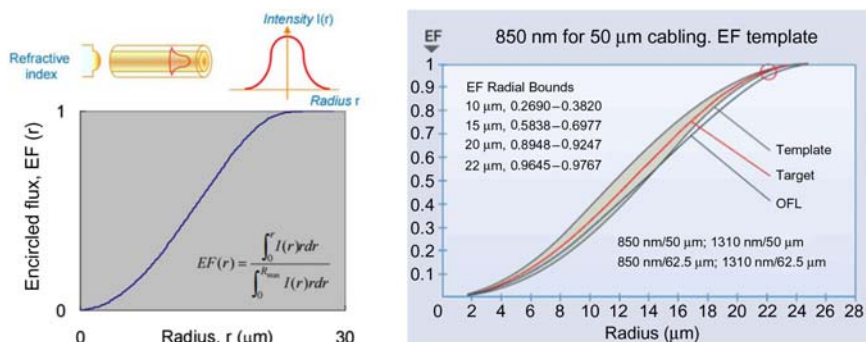 Refractive
index
Intensity I(r)
Radius r
Encircled flux, EF (r)
1
0
EF(r) = ∫₀ʳ I(r)rdr / ∫₀ᴿᵐᵃˣ I(r)rdr
0
30
Radius, r (μm)
EF
850 nm for 50 μm cabling. EF template
1
0.9
0.8
0.7
0.6
0.5
0.4
0.3
0.2
0.1
EF Radial Bounds
10 μm, 0.2690–0.3820
15 μm, 0.5838–0.6977
20 μm, 0.8948–0.9247
22 μm, 0.9645–0.9767
Template
Target
OFL
850 nm/50 μm; 1310 nm/50 μm
850 nm/62.5 μm; 1310 nm/62.5 μm
0 2 4 6 8 10 12 14 16 18 20 22 24 26 28
Radius (μm)